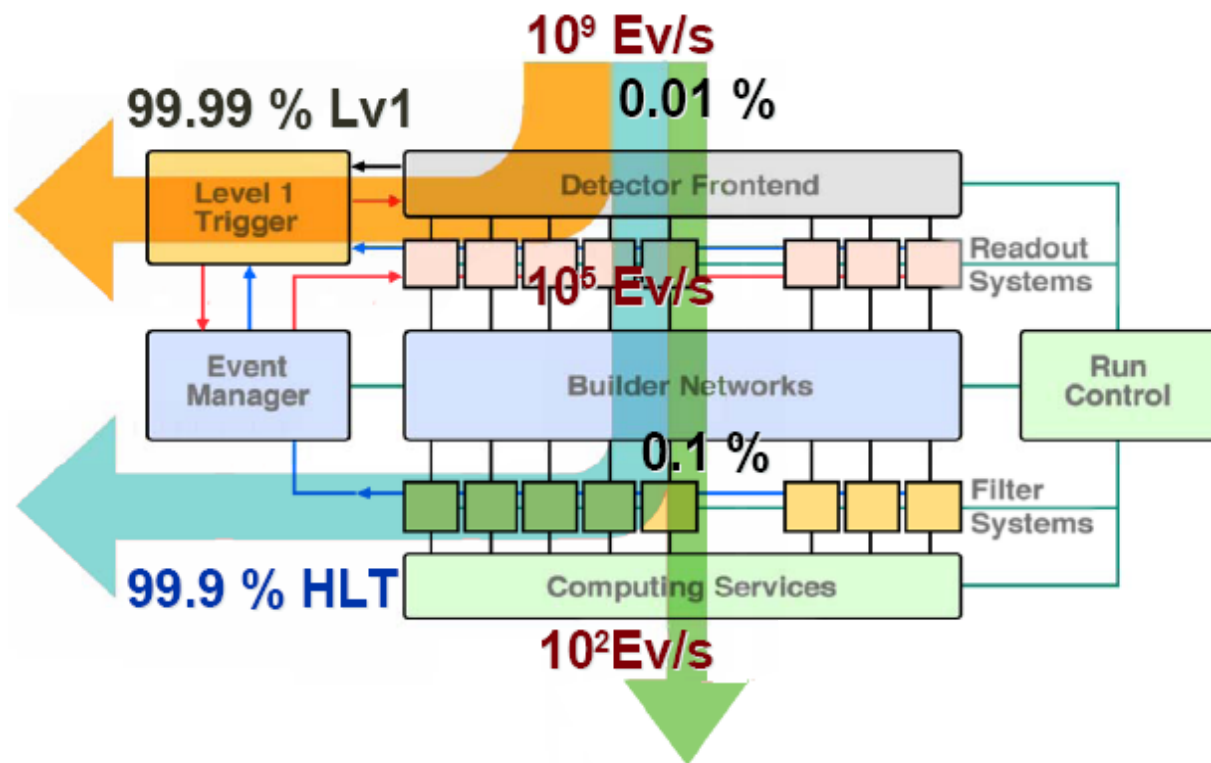 10⁹ Ev/s
99.99 % Lv1
0.01 %
Level 1
Trigger
Detector Frontend
Readout
Systems
10⁵ Ev/s
Event
Manager
Builder Networks
Run
Control
0.1 %
Filter
Systems
99.9 % HLT
Computing Services
10²Ev/s